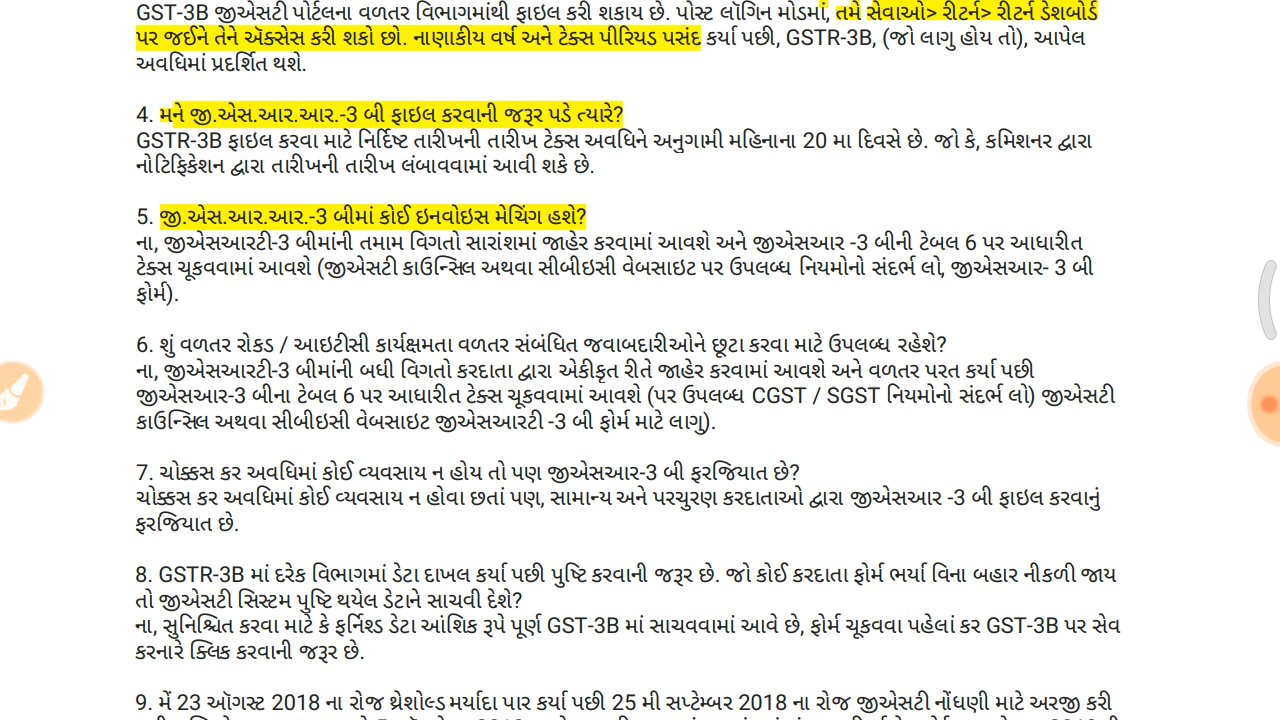 GST-3B જીએસટી પોર્ટલના વળતર વિભાગમાંથી ફાઇલ કરી શકાય છે. પોસ્ટ લૉગિન મોડમાં, તમે સેવાઓ> રીટર્ન> રીટર્ન ડેશબોર્ડ
પર જઈને તેને ઍક્સેસ કરી શકો છો. નાણાકીય વર્ષ અને ટેક્સ પીરિયડ પસંદ કર્યા પછી, GSTR-3B, (જો લાગુ હોય તો), આપેલ
અવધિમાં પ્રદર્શિત થશે.
4. મને જી.એસ.આર.આર.-3 બી ફાઇલ કરવાની જરૂર પડે ત્યારે?
GSTR-3B ફાઇલ કરવા માટે નિર્દિષ્ટ તારીખની તારીખ ટેક્સ અવધિને અનુગામી મહિનાના 20 મા દિવસે છે. જો કે, કમિશનર દ્વારા
નોટિફિકેશન દ્વારા તારીખની તારીખ લંબાવવામાં આવી શકે છે.
5. જી.એસ.આર.આર.-3 બીમાં કોઈ ઇનવોઇસ મેચિંગ હશે?
ના, જીએસઆરટી-3 બીમાંની તમામ વિગતો સારાંશમાં જાહેર કરવામાં આવશે અને જીએસઆર -3 બીની ટેબલ 6 પર આધારીત
ટેક્સ ચૂકવવામાં આવશે (જીએસટી કાઉન્સિલ અથવા સીબીઇસી વેબસાઇટ પર ઉપલબ્ધ નિયમોનો સંદર્ભ લો, જીએસઆર- 3 બી
ફોર્મ).
6. શું વળતર રોકડ / આઇટીસી કાર્યક્ષમતા વળતર સંબંધિત જવાબદારીઓને છૂટા કરવા માટે ઉપલબ્ધ રહેશે?
ના, જીએસઆરટી-3 બીમાંની બધી વિગતો કરદાતા દ્વારા એકીકૃત રીતે જાહેર કરવામાં આવશે અને વળતર પરત કર્યા પછી
જીએસઆર-3 બીના ટેબલ 6 પર આધારીત ટેક્સ ચૂકવવામાં આવશે (પર ઉપલબ્ધ CGST / SGST નિયમોનો સંદર્ભ લો) જીએસટી
કાઉન્સિલ અથવા સીબીઇસી વેબસાઇટ જીએસઆરટી -3 બી ફોર્મ માટે લાગુ).
7. ચોક્કસ કર અવધિમાં કોઈ વ્યવસાય ન હોય તો પણ જીએસઆર-3 બી ફરજિયાત છે?
ચોક્કસ કર અવધિમાં કોઈ વ્યવસાય ન હોવા છતાં પણ, સામાન્ય અને પરચુરણ કરદાતાઓ દ્વારા જીએસઆર -3 બી ફાઇલ કરવાનું
ફરજિયાત છે.
8. GSTR-3B માં દરેક વિભાગમાં ડેટા દાખલ કર્યા પછી પુષ્ટિ કરવાની જરૂર છે. જો કોઈ કરદાતા ફોર્મ ભર્યા વિના બહાર નીકળી જાય
તો જીએસટી સિસ્ટમ પુષ્ટિ થયેલ ડેટાને સાચવી દેશે?
ના, સુનિશ્ચિત કરવા માટે કે ફર્નિશ્ડ ડેટા આંશિક રૂપે પૂર્ણ GST-3B માં સાચવવામાં આવે છે, ફોર્મ ચૂકવવા પહેલાં કર GST-3B પર સેવ
કરનારે ક્લિક કરવાની જરૂર છે.
9. મેં 23 ઑગસ્ટ 2018 ના રોજ થ્રેશોલ્ડ મર્યાદા પાર કર્યા પછી 25 મી સપ્ટેમ્બર 2018 ના રોજ જીએસટી નોંધણી માટે અરજી કરી